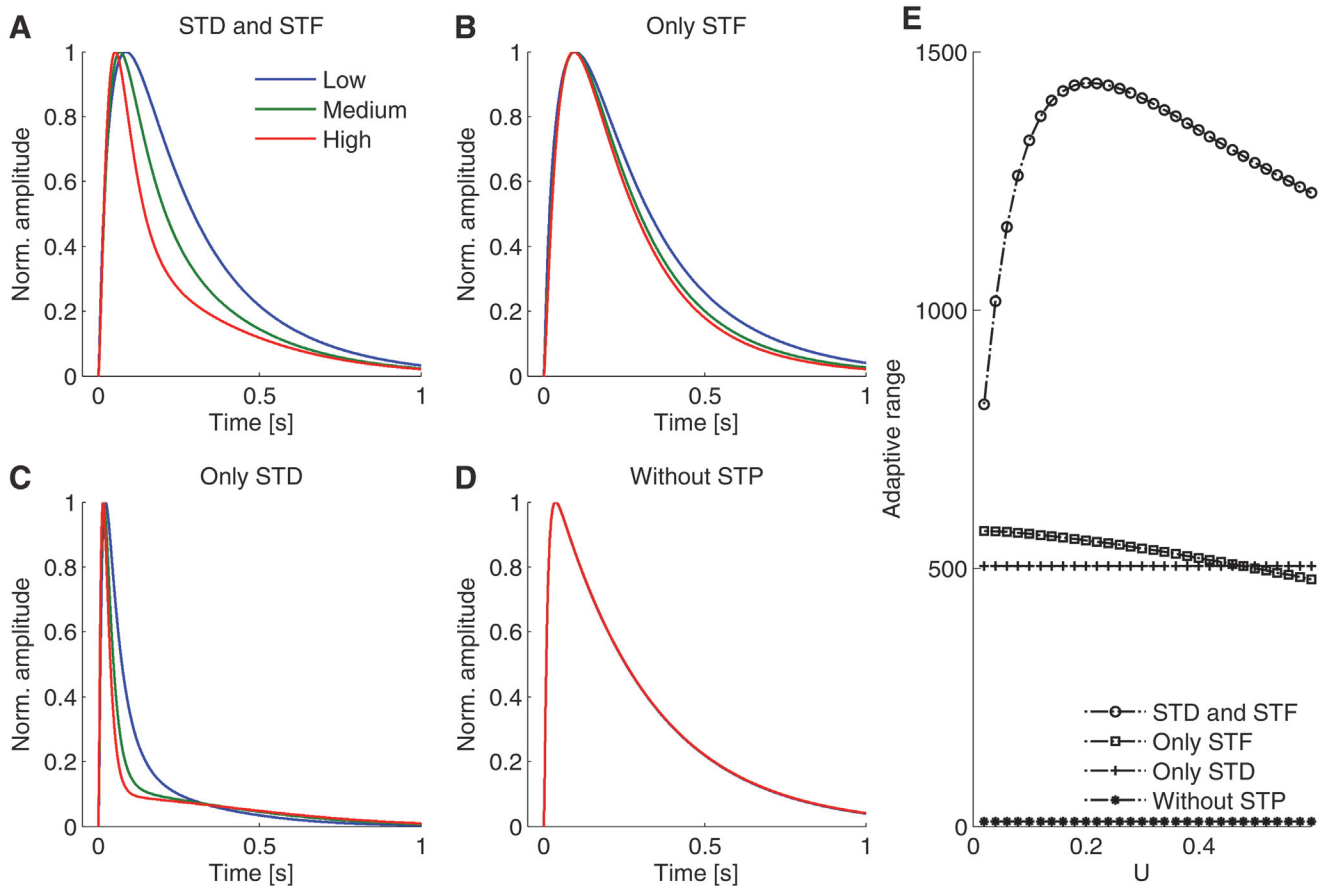 A
STD and STF
Norm. amplitude
1
0.8
0.6
0.4
0.2
0
0
0.5
1
Time [s]
Low
Medium
High
B
Only STF
Norm. amplitude
1
0.8
0.6
0.4
0.2
0
0
0.5
1
Time [s]
C
Only STD
Norm. amplitude
1
0.8
0.6
0.4
0.2
0
0
0.5
1
Time [s]
D
Without STP
Norm. amplitude
1
0.8
0.6
0.4
0.2
0
0
0.5
1
Time [s]
E
Adaptive range
1500
1000
500
0
0
0.2
0.4
U
STD and STF
Only STF
Only STD
Without STP